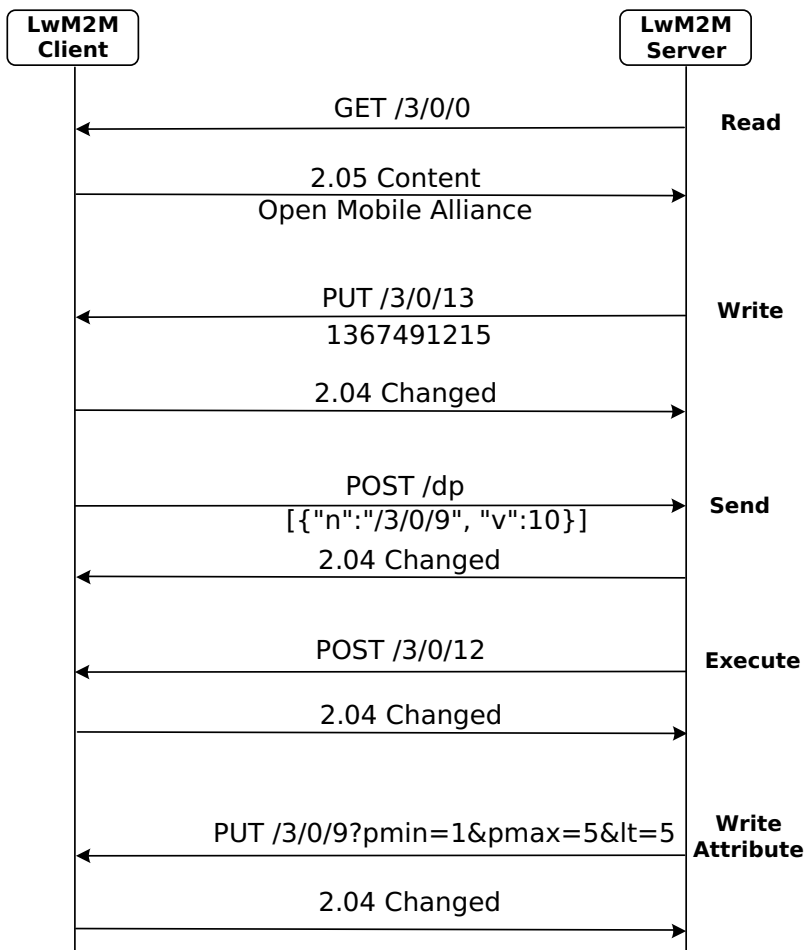 LwM2M
Client
LwM2M
Server
GET /3/0/0
Read
2.05 Content
Open Mobile Alliance
PUT /3/0/13
Write
1367491215
2.04 Changed
POST /dp
Send
[{"n":"/3/0/9", "v":10}]
2.04 Changed
POST /3/0/12
Execute
2.04 Changed
PUT /3/0/9?pmin=1&pmax=5&lt=5
Write
Attribute
2.04 Changed